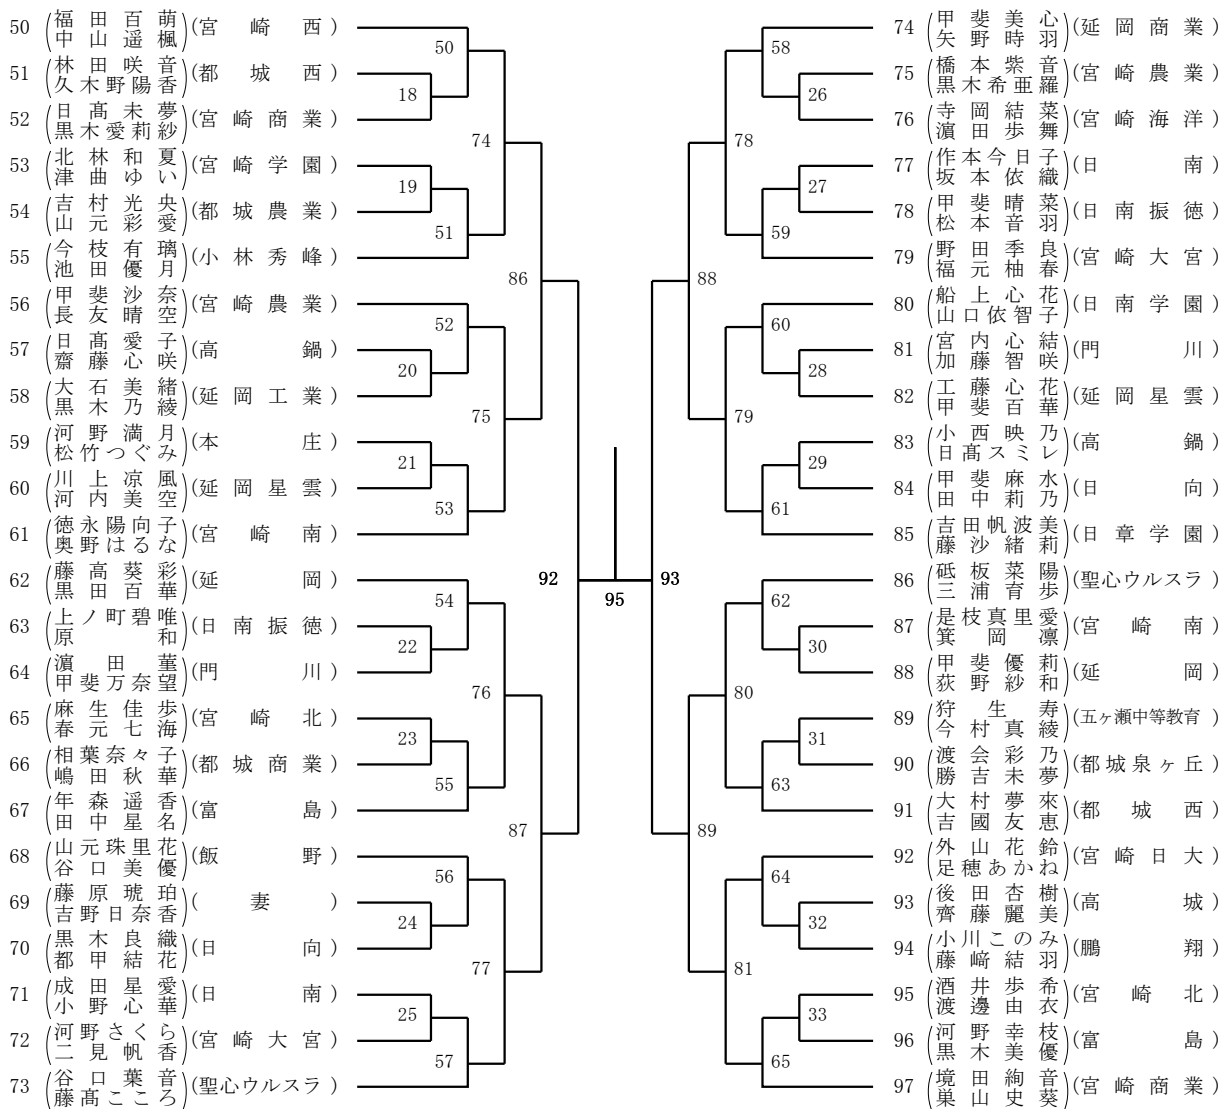 50 (福田百萌 中山遥楓)(宮崎西)
51 (林田咲音 久木野陽香)(都城西)
52 (日髙未夢 黒木愛莉紗)(宮崎商業)
53 (北林和夏 津曲ゆい)(宮崎学園)
54 (吉村光央 山元彩愛)(都城農業)
55 (今枝有璃 池田優月)(小林秀峰)
56 (甲斐沙奈 長友晴空)(宮崎農業)
57 (日髙愛子 齋藤心咲)(高鍋)
58 (大石美緒 黒木乃綾)(延岡工業)
59 (河野満月 松竹つぐみ)(本庄)
60 (川上涼風 河内美空)(延岡星雲)
61 (徳永陽向子 奥野はるな)(宮崎南)
62 (藤高葵彩 黒田百華)(延岡)
63 (上ノ町碧唯 原和)(日南振徳)
64 (濵田菫 甲斐万奈望)(門川)
65 (麻生佳歩 春元七海)(宮崎北)
66 (相葉奈々子 嶋田秋華)(都城商業)
67 (年森遥香 田中星名)(富島)
68 (山元珠里花 谷口美優)(飯野)
69 (藤原琥珀 吉野日奈香)(妻)
70 (黒木良織 都甲結花)(日向)
71 (成田星愛 小野心華)(日南)
72 (河野さくら 二見帆香)(宮崎大宮)
73 (谷口葉音 藤髙こころ)(聖心ウルスラ)
50
18
74
19
51
86
52
20
75
21
53
92
54
22
76
23
55
87
56
24
77
25
57
95
93
58
26
78
27
59
88
60
28
79
29
61
62
30
80
31
63
89
64
32
81
33
65
74 (甲斐美心 矢野時羽)(延岡商業)
75 (橋本紫音 黒木希亜羅)(宮崎農業)
76 (寺岡結菜 濵田歩舞)(宮崎海洋)
77 (作本今日子 坂本依織)(日南)
78 (甲斐晴菜 松本音羽)(日南振徳)
79 (野田季良 福元柚春)(宮崎大宮)
80 (船上心花 山口依智子)(日南学園)
81 (宮内心結 加藤智咲)(門川)
82 (工藤心花 甲斐百華)(延岡星雲)
83 (小西映乃 日髙スミレ)(高鍋)
84 (甲斐麻水 田中莉乃)(日向)
85 (吉田帆波美 藤沙緒莉)(日章学園)
86 (砥板菜陽 三浦育歩)(聖心ウルスラ)
87 (是枝真里愛 箕岡凛)(宮崎南)
88 (甲斐優莉 荻野紗和)(延岡)
89 (狩生寿 今村真綾)(五ヶ瀬中等教育)
90 (渡会彩乃 勝吉未夢)(都城泉ヶ丘)
91 (大村夢來 吉國友恵)(都城西)
92 (外山花鈴 足穂あかね)(宮崎日大)
93 (後田杏樹 齊藤麗美)(高城)
94 (小川このみ 藤﨑結羽)(鵬翔)
95 (酒井歩希 渡邊由衣)(宮崎北)
96 (河野幸枝 黒木美優)(富島)
97 (境田絢音 巣山史葵)(宮崎商業)